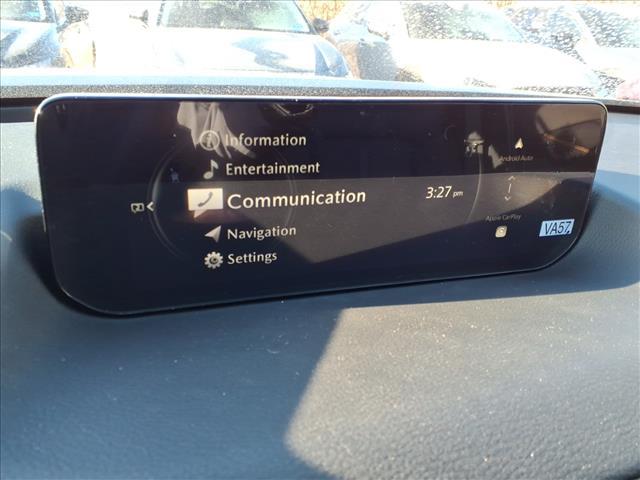 Information
Entertainment
Communication
3:27 pm
Navigation
Settings
Android Auto
Apple CarPlay
VA57